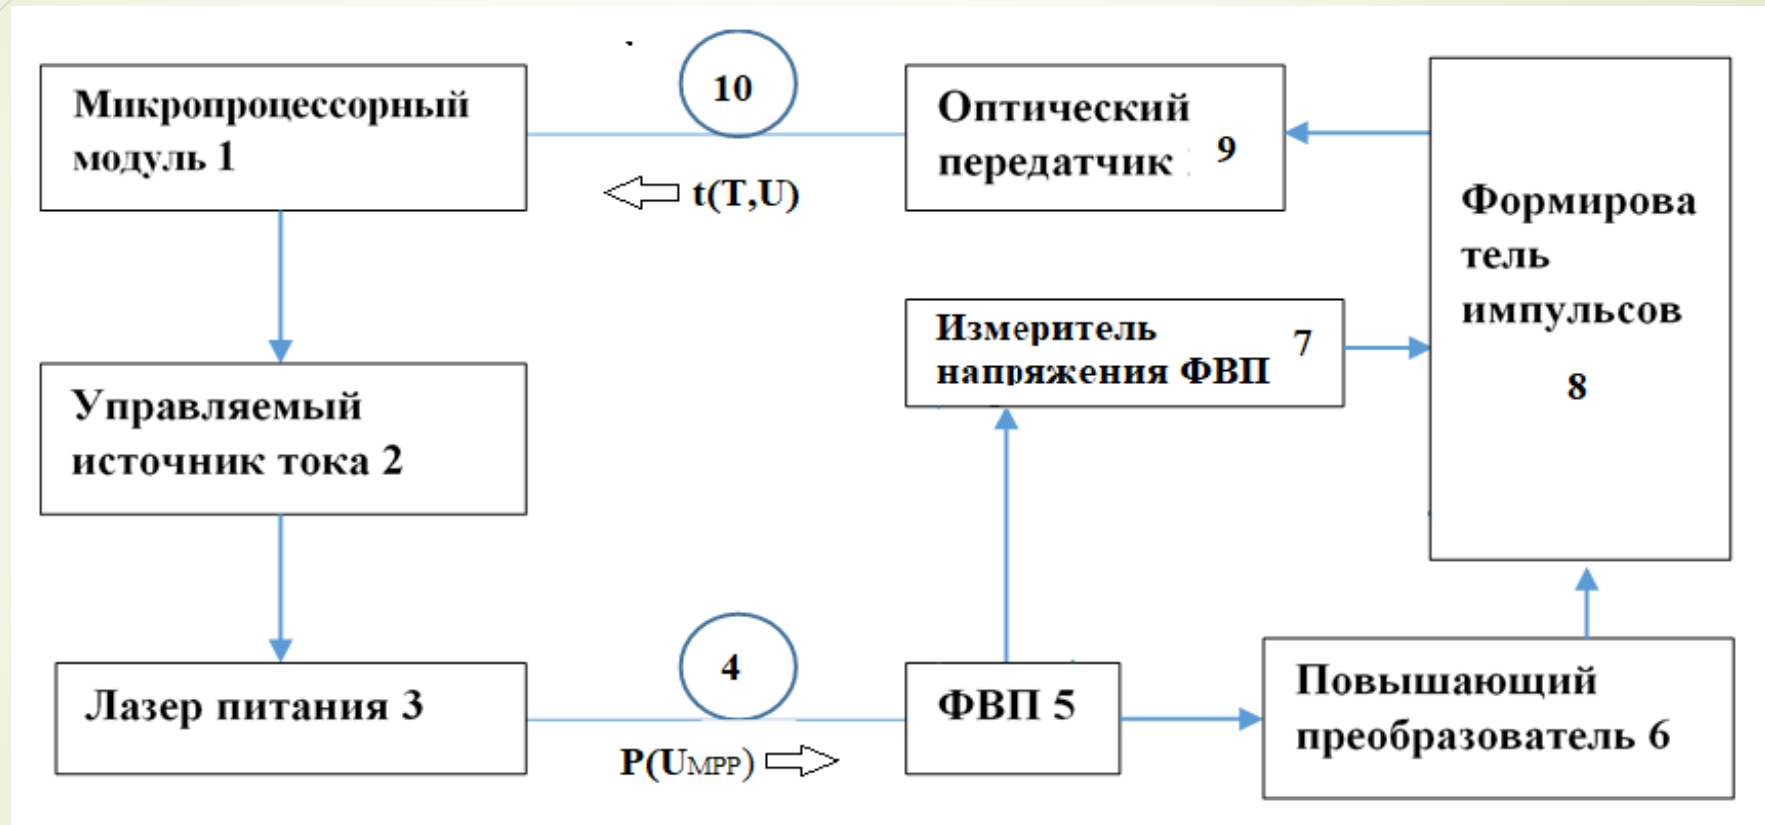 Микропроцессорный
модуль 1
10
t(T,U)
Оптический
передатчик 9
Формирова
тель
импульсов
8
Измеритель 7
напряжения ФВП
Управляемый
источник тока 2
Лазер питания 3
4
P(UMPP)
ФВП 5
Повышающий
преобразователь 6